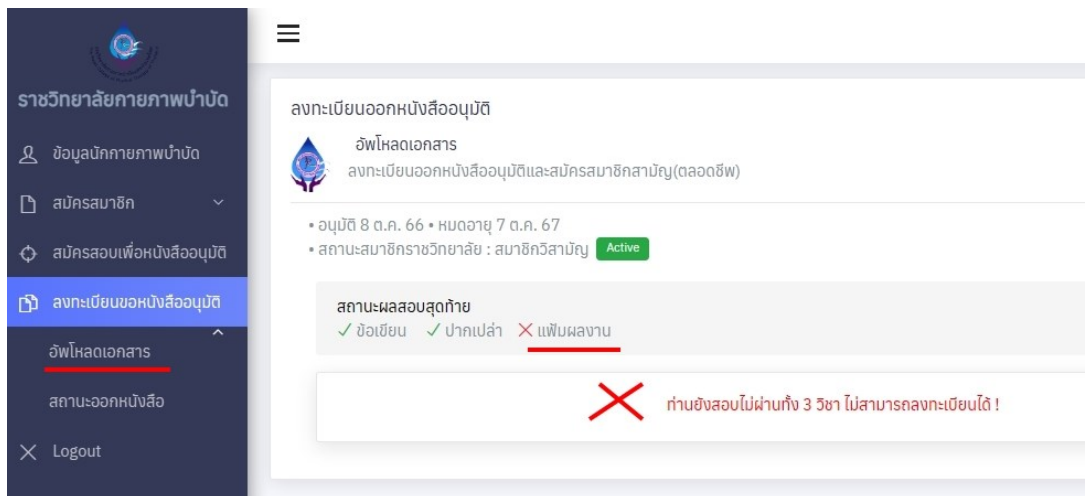 ราชวิทยาลัยกายภาพบำบัด
ข้อมูลนักกายภาพบำบัด
สมัครสมาชิก
สมัครสอบเพื่อหนังสืออนุมัติ
ลงทะเบียนขอหนังสืออนุมัติ
อัพโหลดเอกสาร
สถานะออกหนังสือ
Logout
ลงทะเบียนออกหนังสืออนุมัติ
อัพโหลดเอกสาร
ลงทะเบียนออกหนังสืออนุมัติและสมัครสมาชิกสามัญ(ตลอดชีพ)
• อนุมัติ 8 ต.ค. 66 • หมดอายุ 7 ต.ค. 67
• สถานะสมาชิกราชวิทยาลัย : สมาชิกวิสามัญ Active
สถานะผลสอบสุดท้าย
✓ ข้อเขียน ✓ ปากเปล่า ✕ แฟ้มผลงาน
ท่านยังสอบไม่ผ่านทั้ง 3 วิชา ไม่สามารถลงทะเบียนได้ !